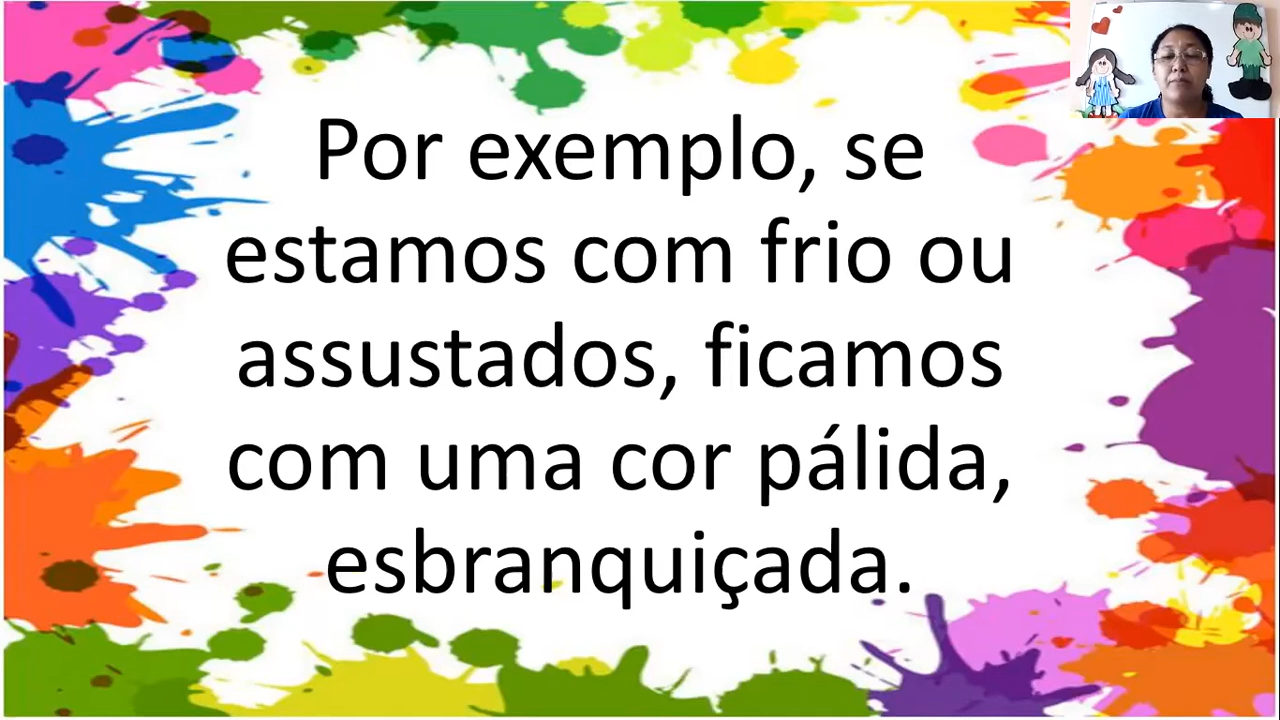 Por exemplo, se
estamos com frio ou
assustados, ficamos
com uma cor pálida,
esbranquiçada.